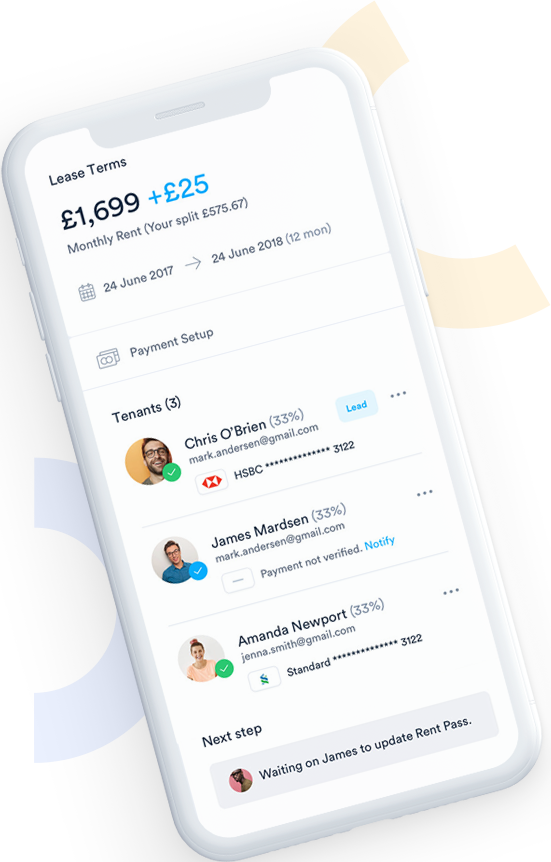 Lease Terms
£1,699 +£25
Monthly Rent (Your split £575.67)
24 June 2017 → 24 June 2018 (12 mon)
Payment Setup
Tenants (3)
Chris O'Brien (33%)
Lead
mark.andersen@gmail.com
HSBC ************** 3122
James Mardsen (33%)
mark.andersen@gmail.com
Payment not verified. Notify
Amanda Newport (33%)
jenna.smith@gmail.com
Standard ************** 3122
Next step
Waiting on James to update Rent Pass.